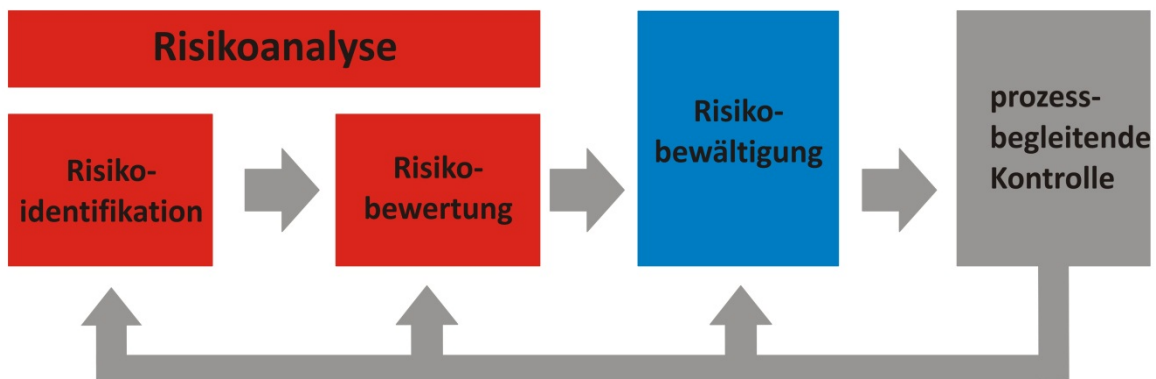 Risikoanalyse
Risiko-
identifikation
Risiko-
bewertung
Risiko-
bewältigung
prozess-
begleitende
Kontrolle